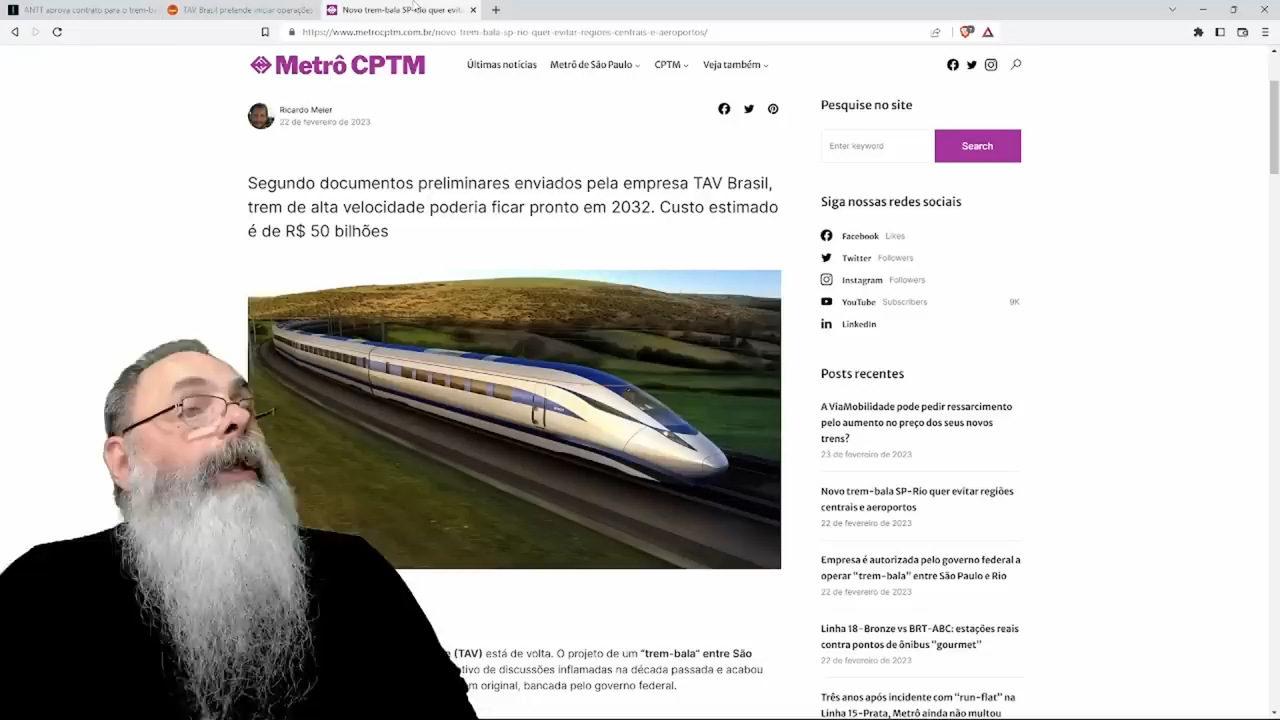 ANTT aprova contrato para o trem-ba
TAV Brasil pretende iniciar operações
Novo trem-bala SP-Rio quer evita
https://www.metrocptm.com.br/novo-trem-bala-sp-rio-quer-evitar-regioes-centrais-e-aeroportos/
Metrô CPTM
Últimas notícias
Metrô de São Paulo
CPTM
Veja também
Ricardo Meier
22 de fevereiro de 2023
Segundo documentos preliminares enviados pela empresa TAV Brasil,
trem de alta velocidade poderia ficar pronto em 2032. Custo estimado
é de R$ 50 bilhões
(TAV) está de volta. O projeto de um "trem-bala" entre São
tivo de discussões inflamadas na década passada e acabou
m original, bancada pelo governo federal.
Pesquise no site
Enter keyword
Search
Siga nossas redes sociais
Facebook Likes
Twitter Followers
Instagram Followers
YouTube Subscribers 9K
LinkedIn
Posts recentes
A ViaMobilidade pode pedir ressarcimento
pelo aumento no preço dos seus novos
trens?
23 de fevereiro de 2023
Novo trem-bala SP-Rio quer evitar regiões
centrais e aeroportos
22 de fevereiro de 2023
Empresa é autorizada pelo governo federal a
operar "trem-bala" entre São Paulo e Rio
22 de fevereiro de 2023
Linha 18-Bronze vs BRT-ABC: estações reais
contra pontos de ônibus "gourmet"
22 de fevereiro de 2023
Três anos após incidente com "run-flat" na
Linha 15-Prata, Metrô ainda não multou